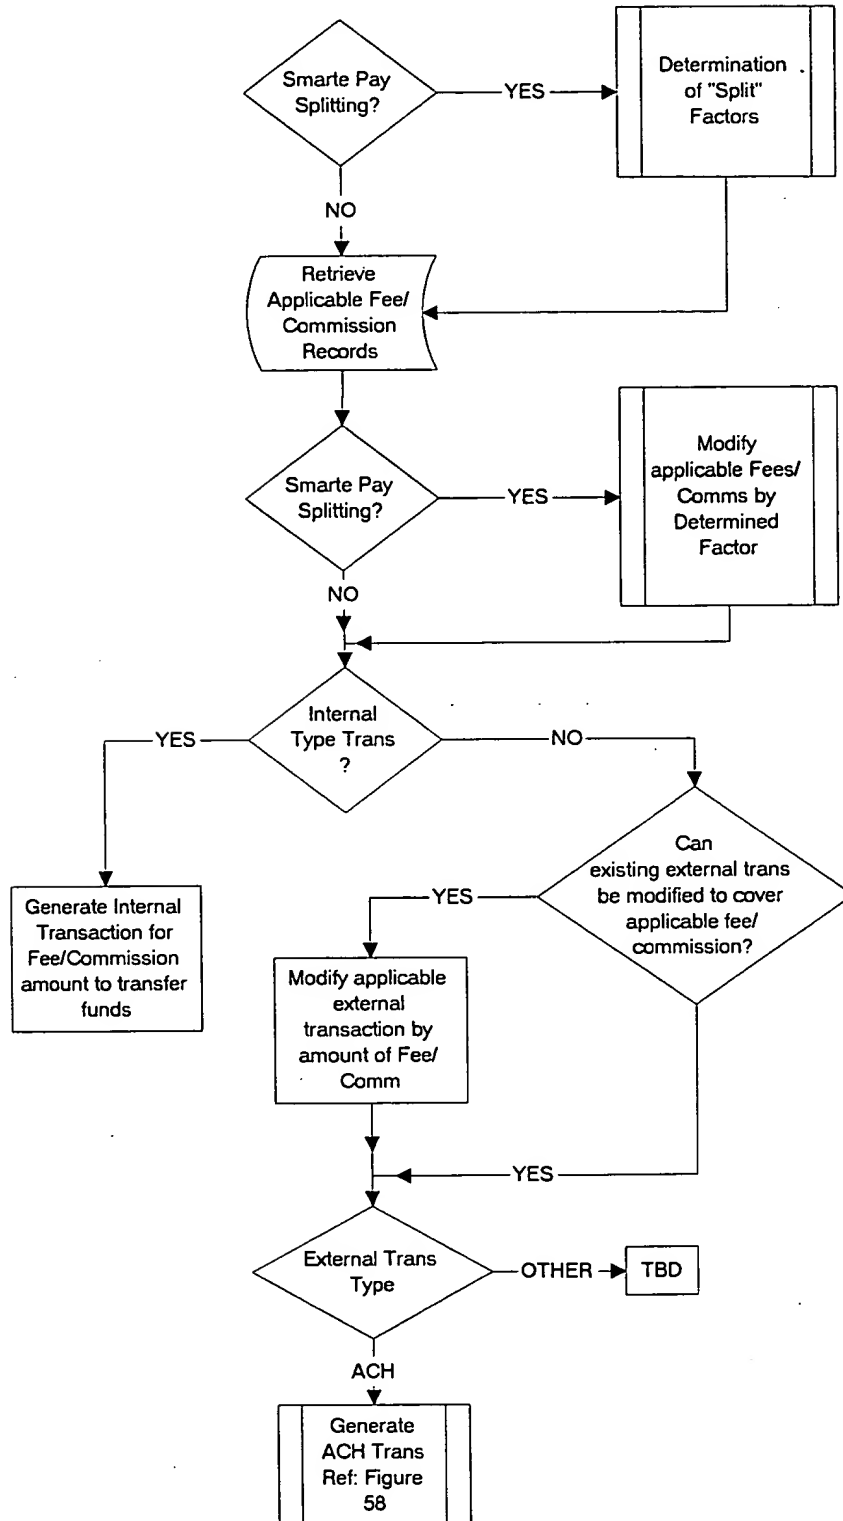 Smarte Pay
Splitting?
YES
Determination
of "Split"
Factors
NO
Retrieve
Applicable Fee/
Commission
Records
Smarte Pay
Splitting?
YES
Modify
applicable Fees/
Comms by
Determined
Factor
NO
Internal
Type Trans
?
YES
NO
Can
existing external trans
be modified to cover
applicable fee/
commission?
YES
Generate Internal
Transaction for
Fee/Commission
amount to transfer
funds
Modify applicable
external
transaction by
amount of Fee/
Comm
YES
External Trans
Type
OTHER
TBD
ACH
Generate
ACH Trans
Ref: Figure
58